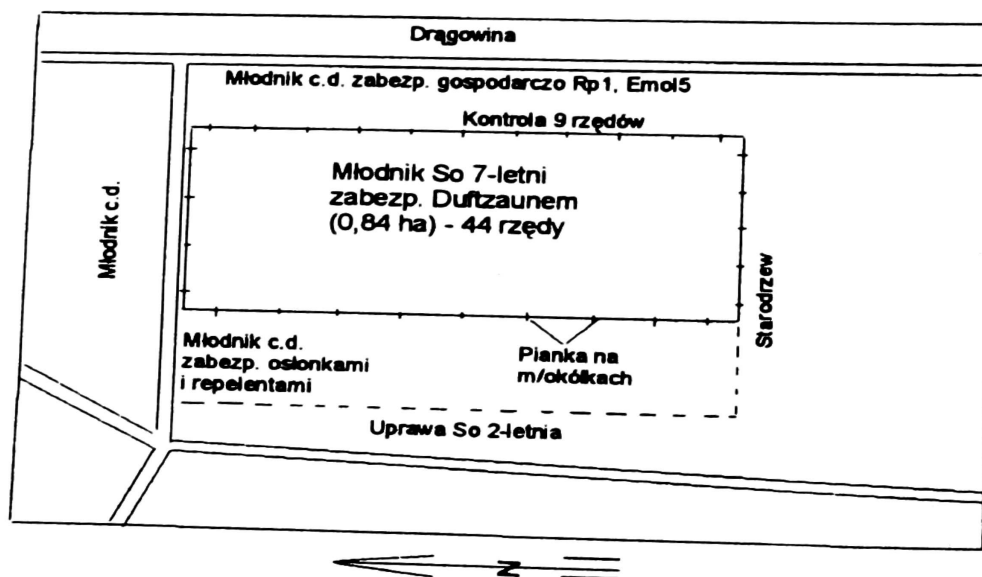 Drągowina
Młodnik c.d. zabezp. gospodarczo Rp1, Emol5
Kontrola 9 rzędów
Młodnik So 7-letni
zabezp. Duftzaunem
(0,84 ha) - 44 rzędy
Młodnik c.d.
Starodrzew
Młodnik c.d.
zabezp. osłonkami
i repelentami
Pianka na
m/okółkach
Uprawa So 2-letnia
N